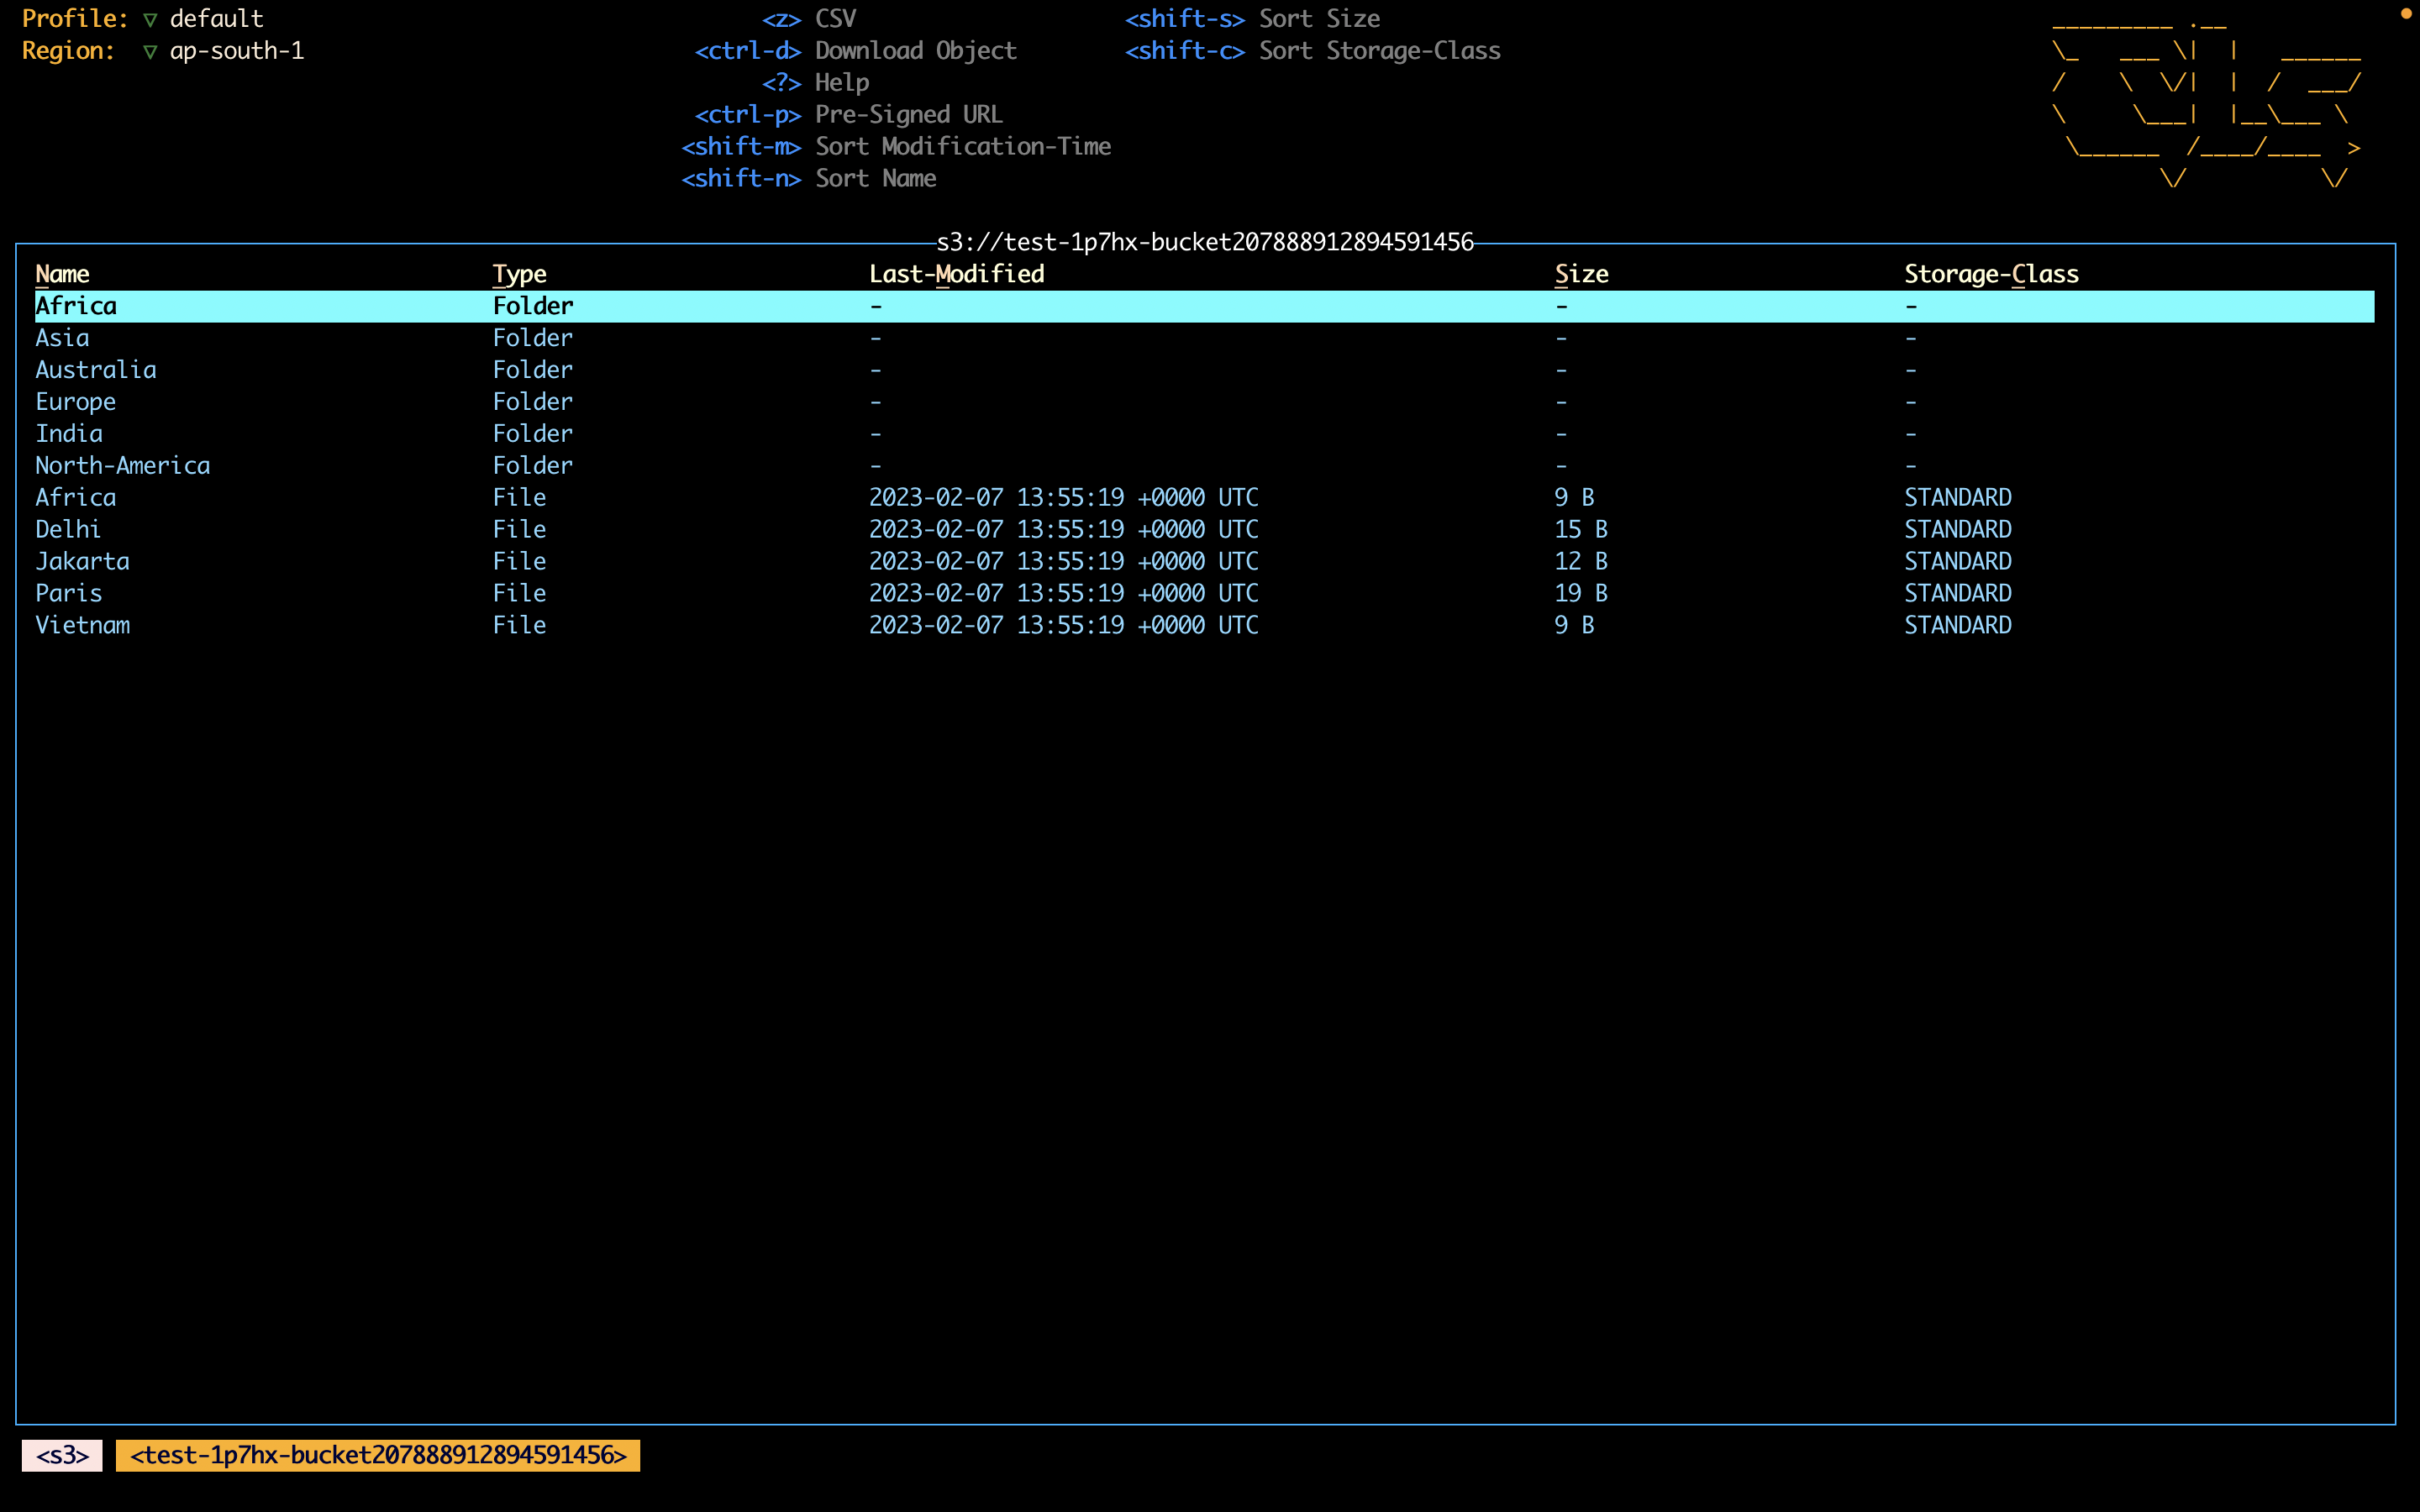 Profile: ▽ default <z> CSV <shift-s> Sort Size
Region: ▽ ap-south-1 <ctrl-d> Download Object <shift-c> Sort Storage-Class
<?> Help
<ctrl-p> Pre-Signed URL
<shift-m> Sort Modification-Time
<shift-n> Sort Name
s3://test-1p7hx-bucket207888912894591456
Name Type Last-Modified Size Storage-Class
Africa Folder - - -
Asia Folder - - -
Australia Folder - - -
Europe Folder - - -
India Folder - - -
North-America Folder - - -
Africa File 2023-02-07 13:55:19 +0000 UTC 9 B STANDARD
Delhi File 2023-02-07 13:55:19 +0000 UTC 15 B STANDARD
Jakarta File 2023-02-07 13:55:19 +0000 UTC 12 B STANDARD
Paris File 2023-02-07 13:55:19 +0000 UTC 19 B STANDARD
Vietnam File 2023-02-07 13:55:19 +0000 UTC 9 B STANDARD
<s3> <test-1p7hx-bucket207888912894591456>